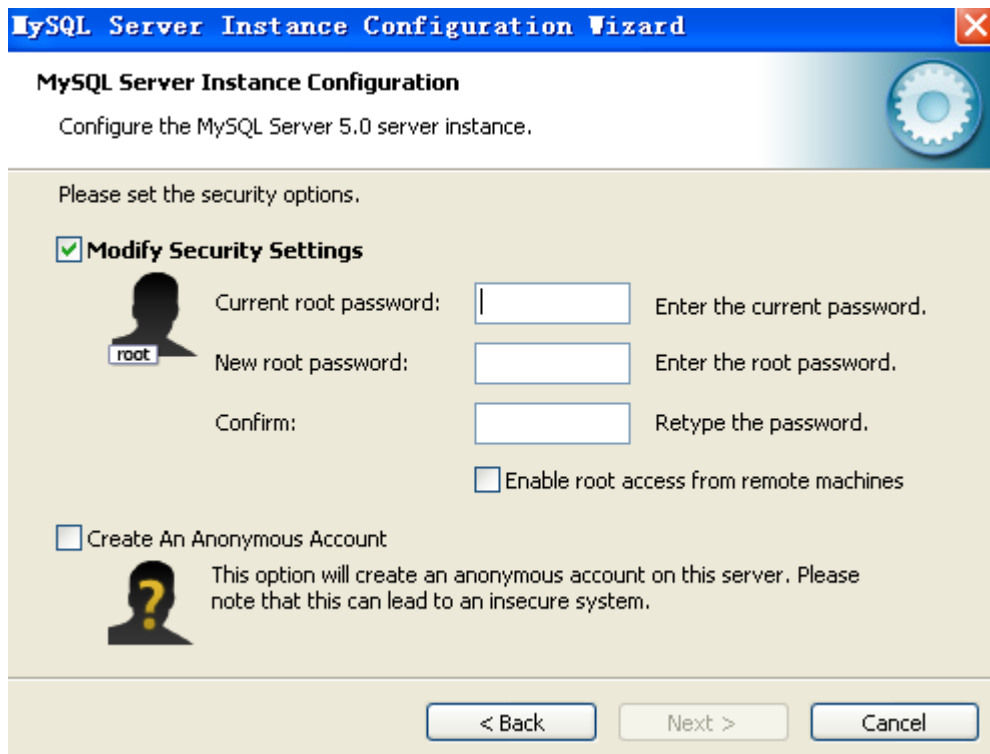 MySQL Server Instance Configuration Wizard
MySQL Server Instance Configuration
Configure the MySQL Server 5.0 server instance.
Please set the security options.
Modify Security Settings
root
Current root password:
Enter the current password.
New root password:
Enter the root password.
Confirm:
Retype the password.
Enable root access from remote machines
Create An Anonymous Account
This option will create an anonymous account on this server. Please
note that this can lead to an insecure system.
< Back
Next >
Cancel